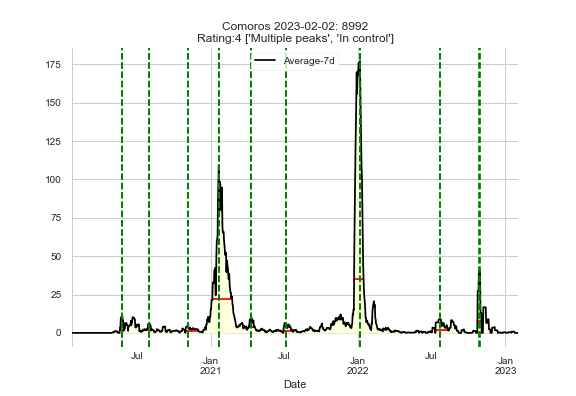 Comoros 2023-02-02: 8992
Rating:4 ['Multiple peaks', 'In control']
Average-7d
175
150
125
100
75
50
25
0
Jul
Jan
2021
Jul
Jan
2022
Jul
Jan
2023
Date